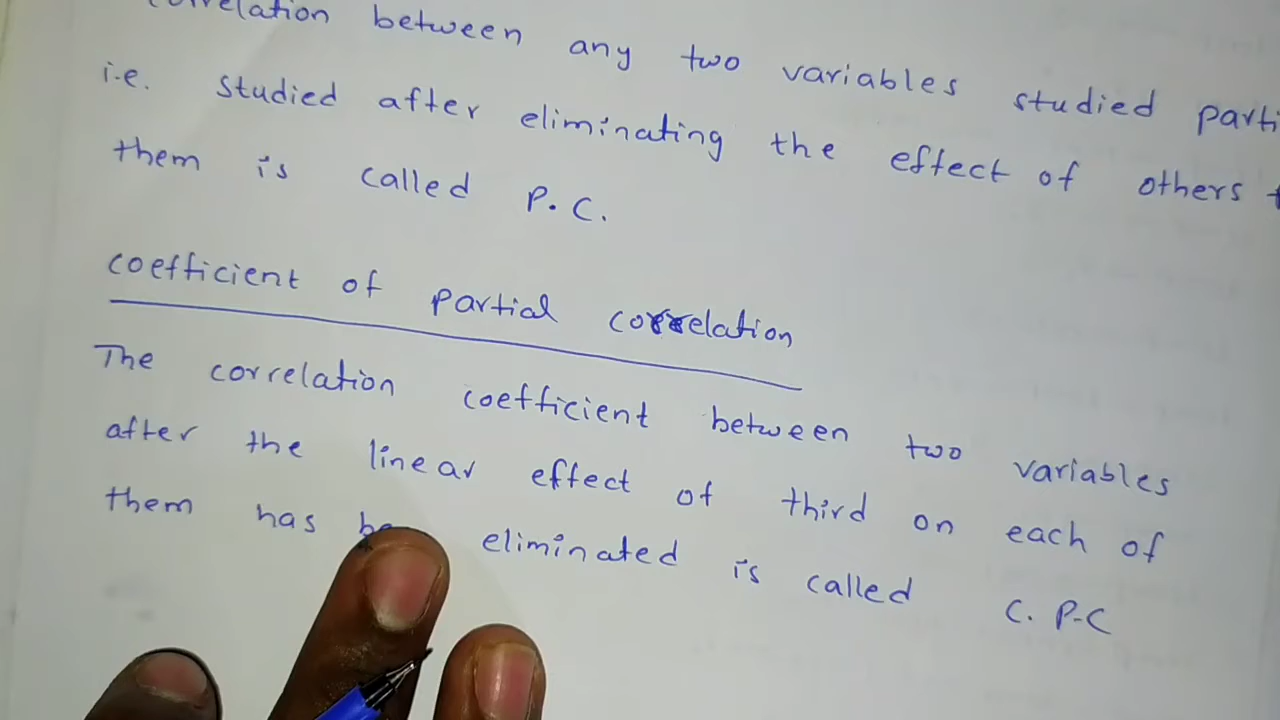 correlation between any two variables studied
i.e. studied after eliminating the effect of others
them is called P.C.
coefficient of partial correlation
The correlation coefficient between two variables
after the linear effect of third on each of
them has eliminated is called C.P-C